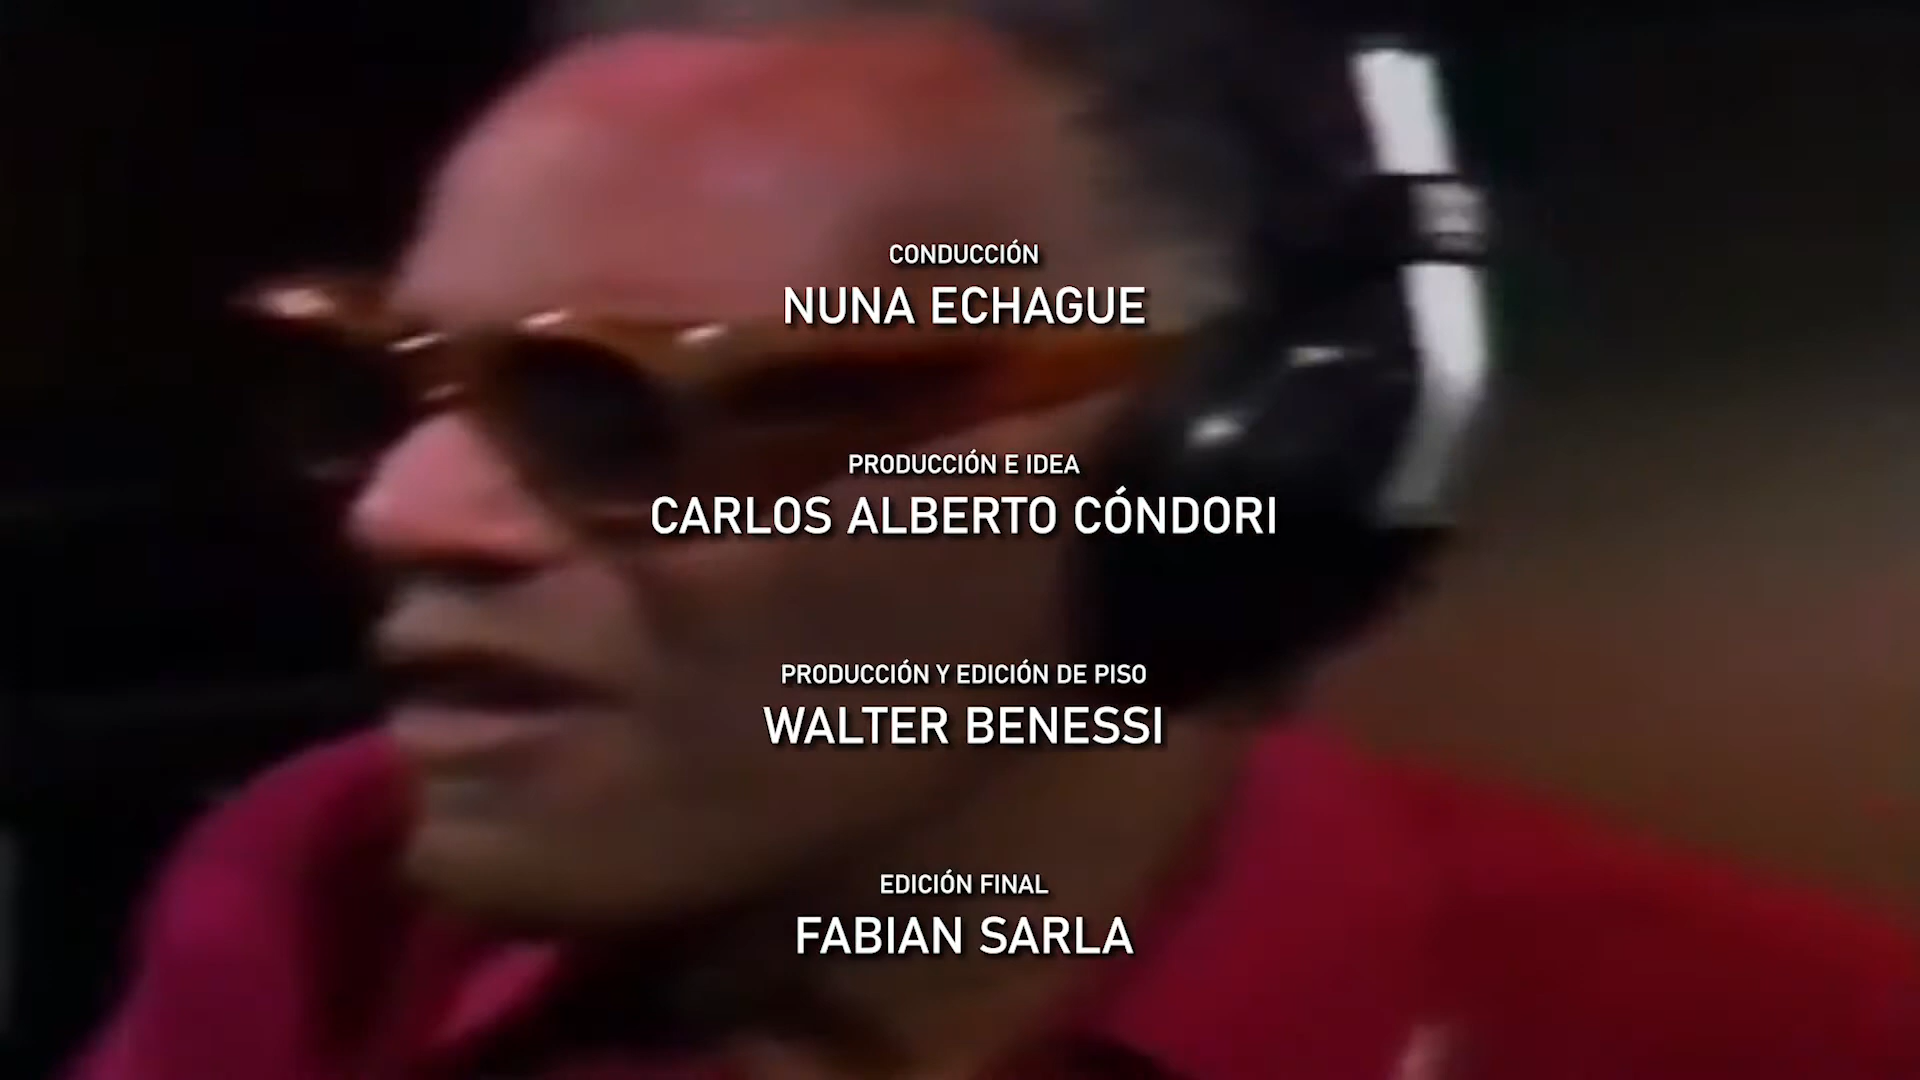 CONDUCCIÓN
NUNA ECHAGUE
PRODUCCIÓN E IDEA
CARLOS ALBERTO CÓNDORI
PRODUCCIÓN Y EDICIÓN DE PISO
WALTER BENESSI
EDICIÓN FINAL
FABIAN SARLA